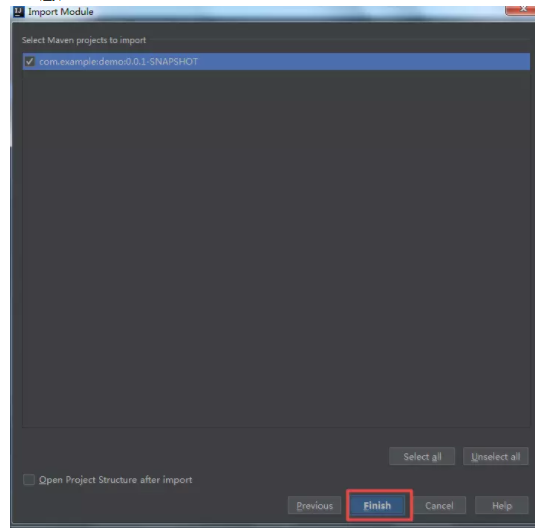 Import Module
Select Maven projects to import
com.example:demo:0.0.1-SNAPSHOT
Select all
Unselect all
Open Project Structure after import
Previous
Finish
Cancel
Help